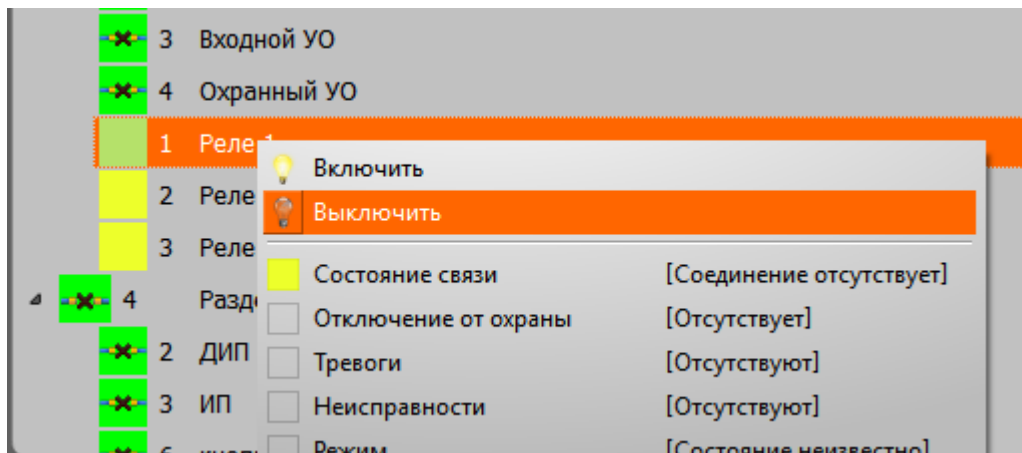 3 Входной УО
4 Охранный УО
1 Реле 1
Включить
2 Реле
Выключить
3 Реле
Состояние связи [Соединение отсутствует]
4 Разд
Отключение от охраны [Отсутствует]
2 ДИП
Тревоги [Отсутствуют]
3 ИП
Неисправности [Отсутствуют]
Режим [Состояние неизвестно]